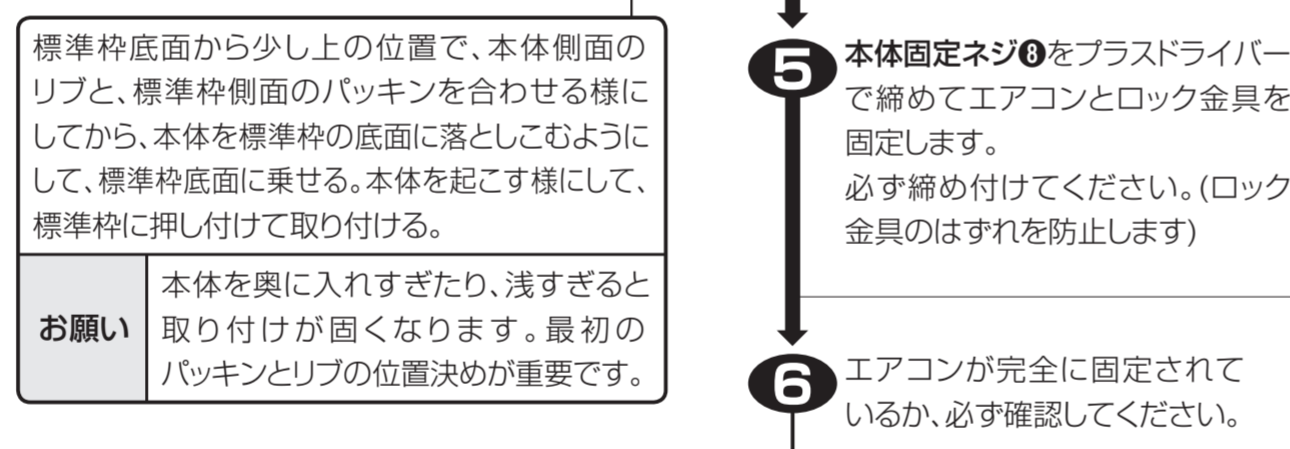 標準枠底面から少し上の位置で、本体側面の
リブと、標準枠側面のパッキンを合わせる様に
してから、本体を標準枠の底面に落としこむように
して、標準枠底面に乗せる。本体を起こす様にして、
標準枠に押し付けて取り付ける。
お願い
本体を奥に入れすぎたり、浅すぎると
取り付けが固くなります。最初の
パッキンとリブの位置決めが重要です。
5
本体固定ネジ❽をプラスドライバー
で締めてエアコンとロック金具を
固定します。
必ず締め付けてください。(ロック
金具のはずれを防止します)
6
エアコンが完全に固定されて
いるか、必ず確認してください。